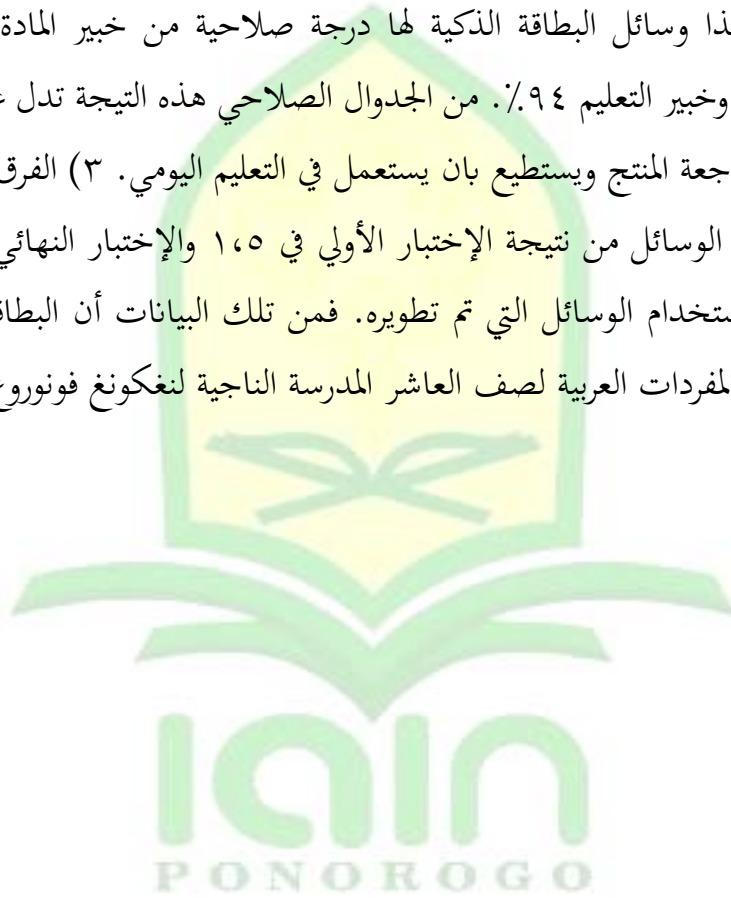 ذا وسائل البطاقة الذكية لها درجة صلاحية من خبير المادة
وخبير التعليم ٩٤٪. من الجدوال الصلاحي هذه التيجة تدل
جعة المنتج ويستطيع بان يستعمل في التعليم اليومي. ٣) الفرق
الوسائل من نتيجة الإختبار الأولي في ١،٥ والإختبار النهائي
ستخدام الوسائل التي تم تطويره. فمن تلك البيانات أن البطا
لمفردات العربية لصف العاشر المدرسة الناجية لنغكونغ فونورو
iain
PONOROGO